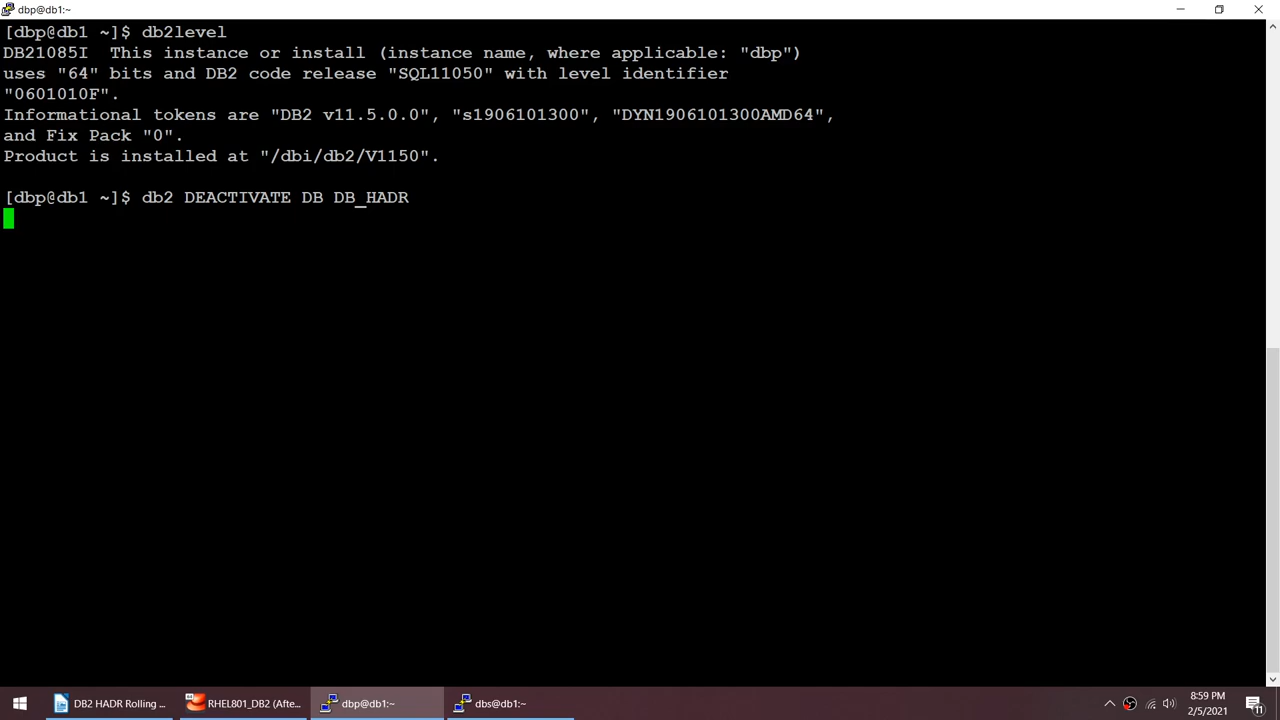 dbp@db1:~
[dbp@db1 ~]$ db2level
DB21085I  This instance or install (instance name, where applicable: "dbp")
uses "64" bits and DB2 code release "SQL11050" with level identifier
"0601010F".
Informational tokens are "DB2 v11.5.0.0", "s1906101300", "DYN1906101300AMD64",
and Fix Pack "0".
Product is installed at "/dbi/db2/V1150".
[dbp@db1 ~]$ db2 DEACTIVATE DB DB_HADR
DB2 HADR Rolling ...
RHEL801_DB2 (Afte...
dbp@db1:~
dbs@db1:~
8:59 PM
2/5/2021
11